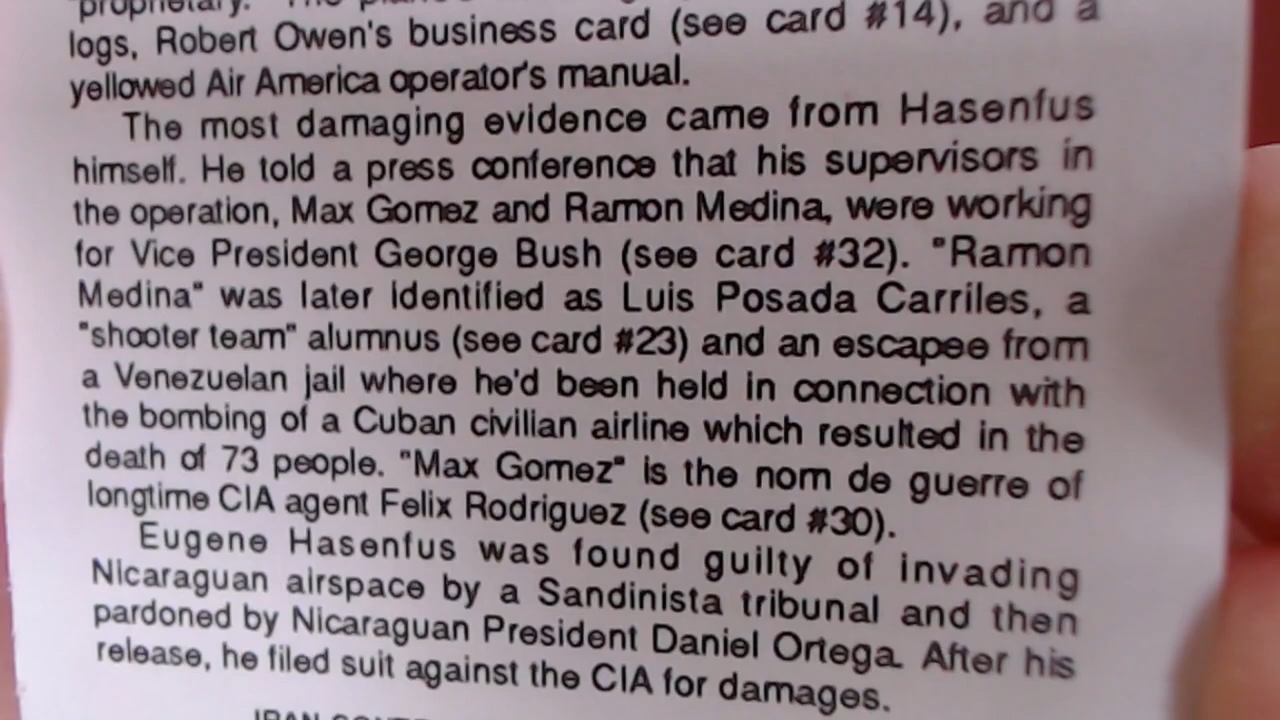 "proprietary. The plane's
logs, Robert Owen's business card (see card #14), and a
yellowed Air America operator's manual.
The most damaging evidence came from Hasenfus
himself. He told a press conference that his supervisors in
the operation, Max Gomez and Ramon Medina, were working
for Vice President George Bush (see card #32). "Ramon
Medina" was later identified as Luis Posada Carriles, a
"shooter team" alumnus (see card #23) and an escapee from
a Venezuelan jail where he'd been held in connection with
the bombing of a Cuban civilian airline which resulted in the
death of 73 people. "Max Gomez" is the nom de guerre of
longtime CIA agent Felix Rodriguez (see card #30).
Eugene Hasenfus was found guilty of invading
Nicaraguan airspace by a Sandinista tribunal and then
pardoned by Nicaraguan President Daniel Ortega. After his
release, he filed suit against the CIA for damages.
IRAN